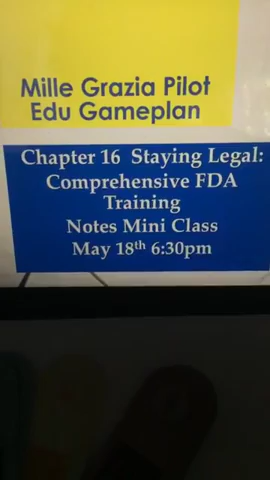 Mille Grazia Pilot
Edu Gameplan
Chapter 16 Staying Legal:
Comprehensive FDA
Training
Notes Mini Class
May 18th 6:30pm